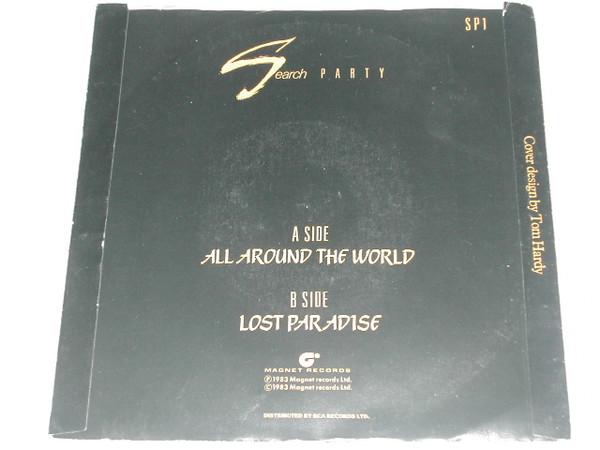 SP1
Search PARTY
A SIDE
ALL AROUND THE WORLD
B SIDE
LOST PARADISE
MAGNET RECORDS
Ⓟ1983 Magnet records Ltd.
©1983 Magnet records Ltd.
DISTRIBUTED BY RCA RECORDS LTD.
Cover design by Tom Hardy